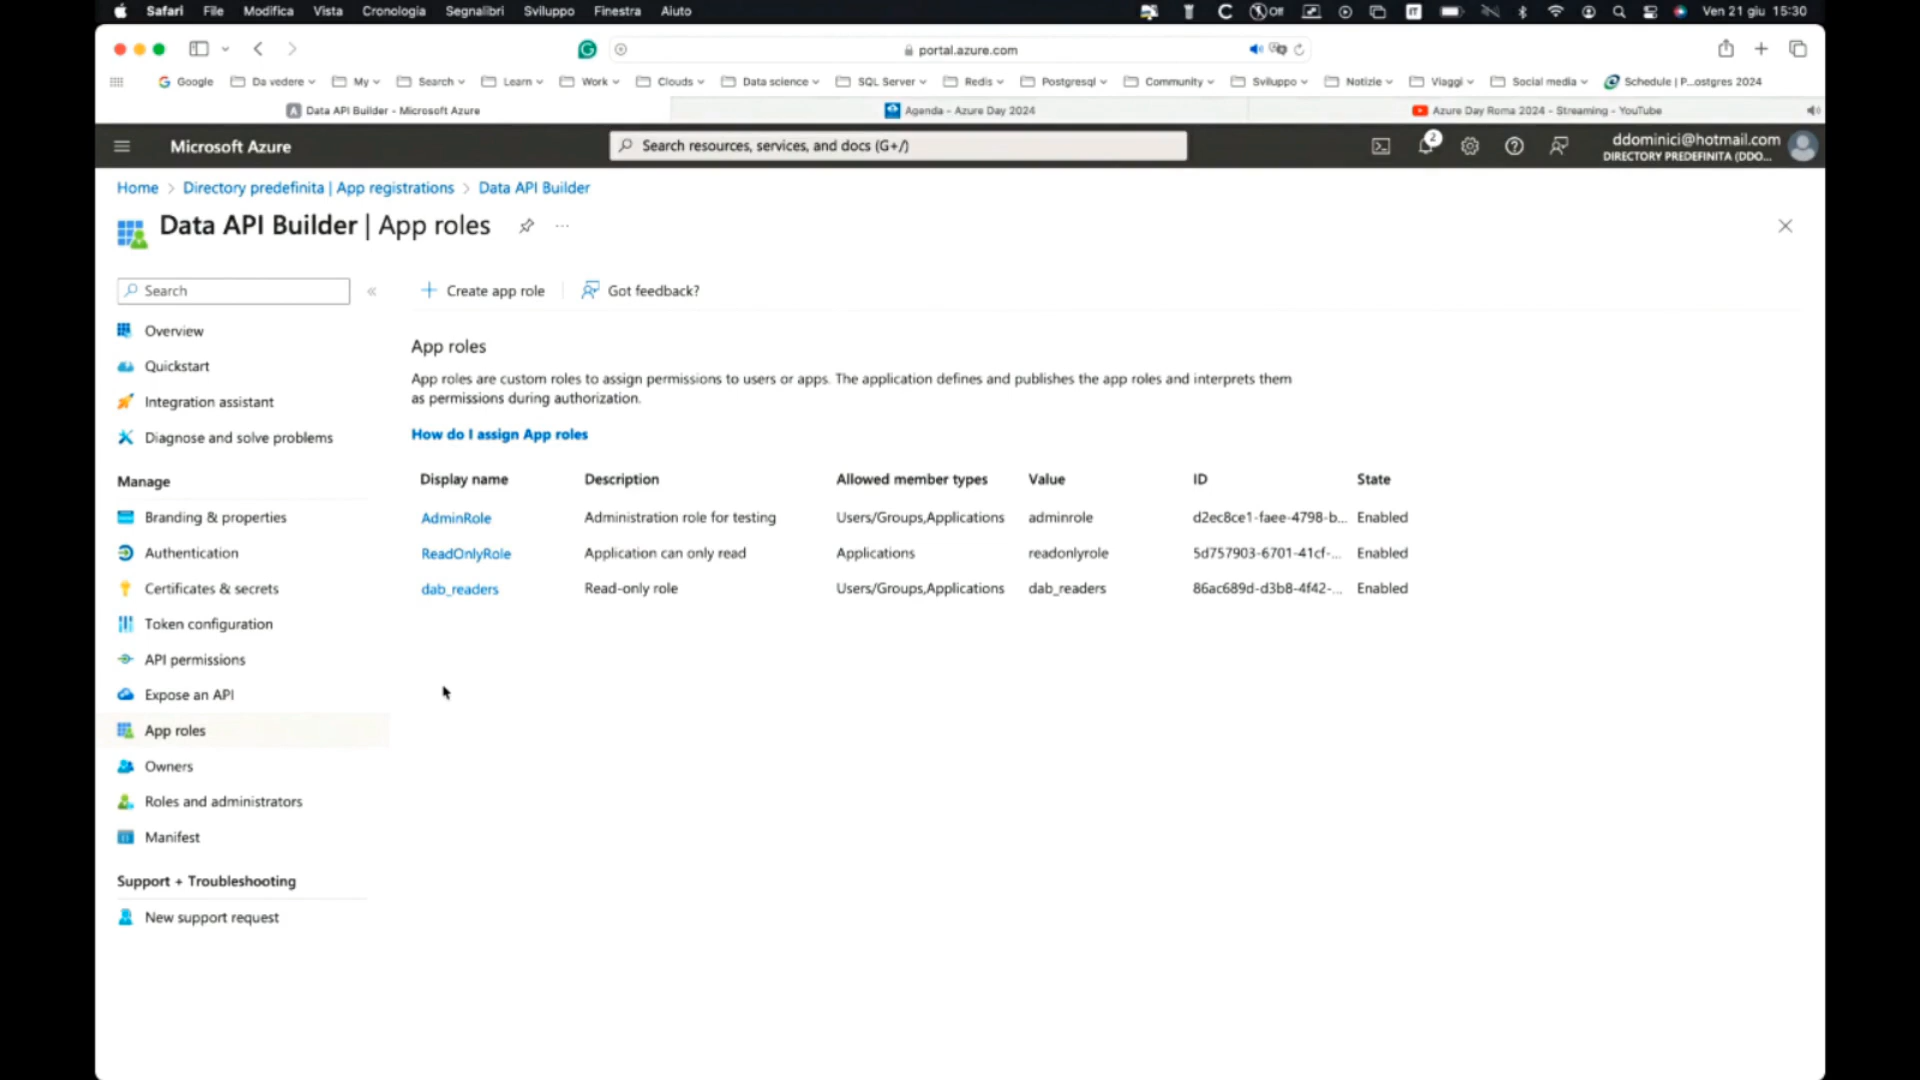 Safari File Modifica Vista Cronologia Segnalibri Sviluppo Finestra Aiuto Off IT Ven 21 giu 15:30
portal.azure.com
Google Da vedere My Search Learn Work Clouds Data science SQL Server Redis Postgresql Community Sviluppo Notizie Viaggi Social media Schedule | P...ostgres 2024
Data API Builder - Microsoft Azure Agenda - Azure Day 2024 Azure Day Roma 2024 - Streaming - YouTube
Microsoft Azure Search resources, services, and docs (G+/) 2 ddominici@hotmail.com
DIRECTORY PREDEFINITA (DDO...
Home > Directory predefinita | App registrations > Data API Builder
Data API Builder | App roles ...
Search « Create app role Got feedback?
Overview
Quickstart
Integration assistant
Diagnose and solve problems
Manage
Branding & properties
Authentication
Certificates & secrets
Token configuration
API permissions
Expose an API
App roles
Owners
Roles and administrators
Manifest
Support + Troubleshooting
New support request
App roles
App roles are custom roles to assign permissions to users or apps. The application defines and publishes the app roles and interprets them
as permissions during authorization.
How do I assign App roles
Display name Description Allowed member types Value ID State
AdminRole Administration role for testing Users/Groups,Applications adminrole d2ec8ce1-faee-4798-b... Enabled
ReadOnlyRole Application can only read Applications readonlyrole 5d757903-6701-41cf-... Enabled
dab_readers Read-only role Users/Groups,Applications dab_readers 86ac689d-d3b8-4f42-... Enabled